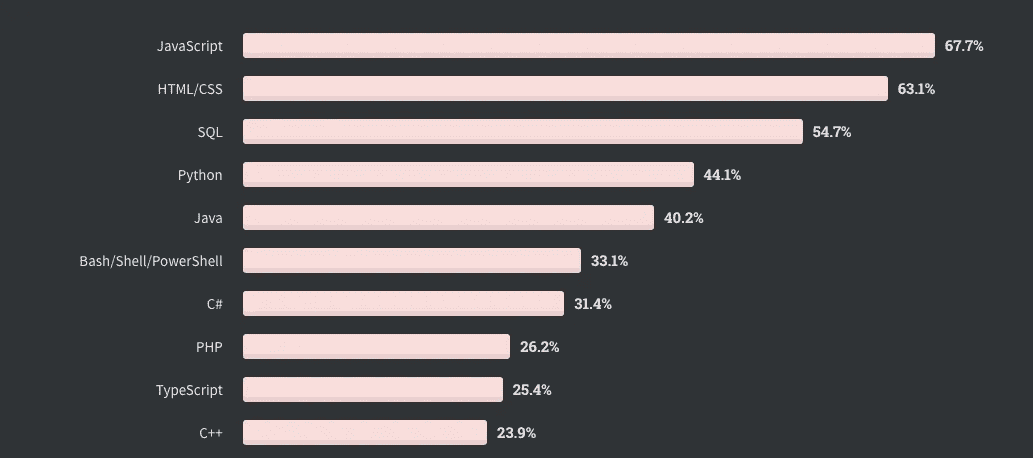 JavaScript 67.7%
HTML/CSS 63.1%
SQL 54.7%
Python 44.1%
Java 40.2%
Bash/Shell/PowerShell 33.1%
C# 31.4%
PHP 26.2%
TypeScript 25.4%
C++ 23.9%